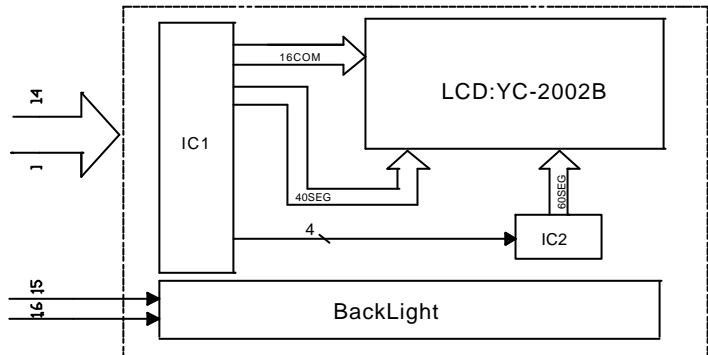 16COM
LCD:YC-2002B
14
IC1
1
40SEG
60SEG
4
IC2
15
16
BackLight